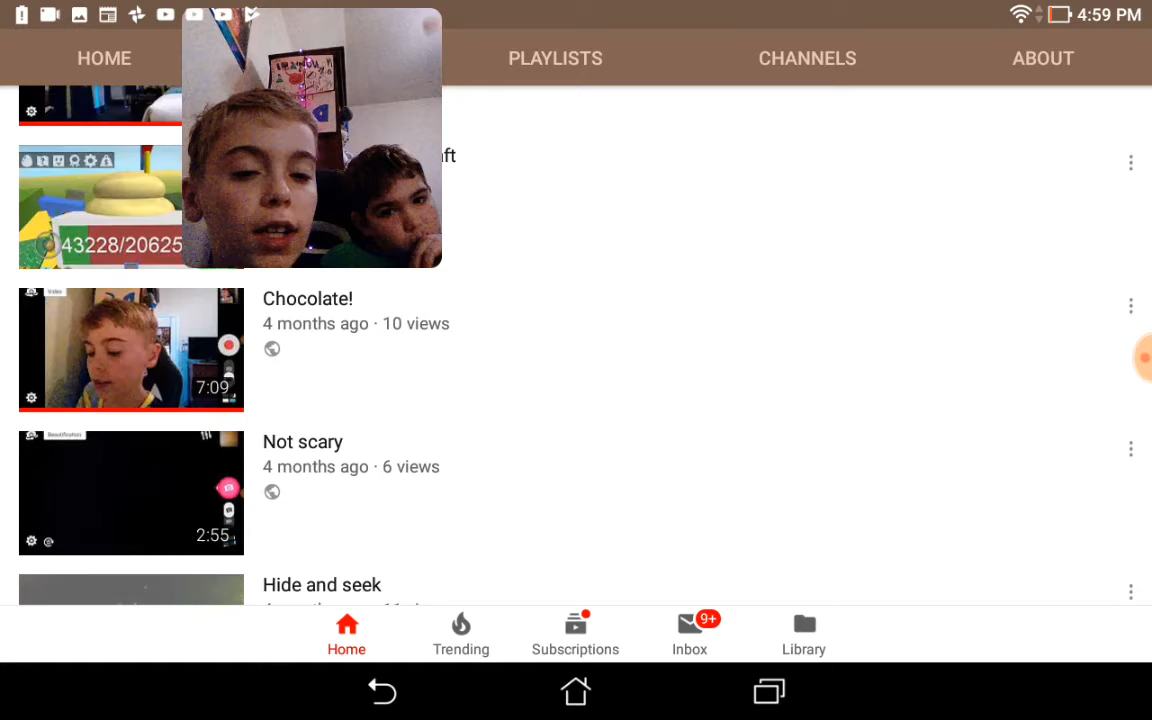 4:59 PM
HOME
PLAYLISTS
CHANNELS
ABOUT
ft
43228/20625
Chocolate!
4 months ago · 10 views
7:09
Not scary
4 months ago · 6 views
2:55
Hide and seek
Home
Trending
Subscriptions
9+
Inbox
Library